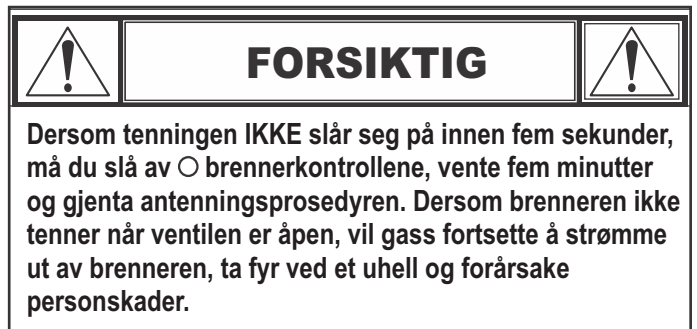 FORSIKTIG
Dersom tenningen IKKE slår seg på innen fem sekunder,
må du slå av ○ brennerkontrollene, vente fem minutter
og gjenta antenningsprosedyren. Dersom brenneren ikke
tenner når ventilen er åpen, vil gass fortsette å strømme
ut av brenneren, ta fyr ved et uhell og forårsake
personskader.